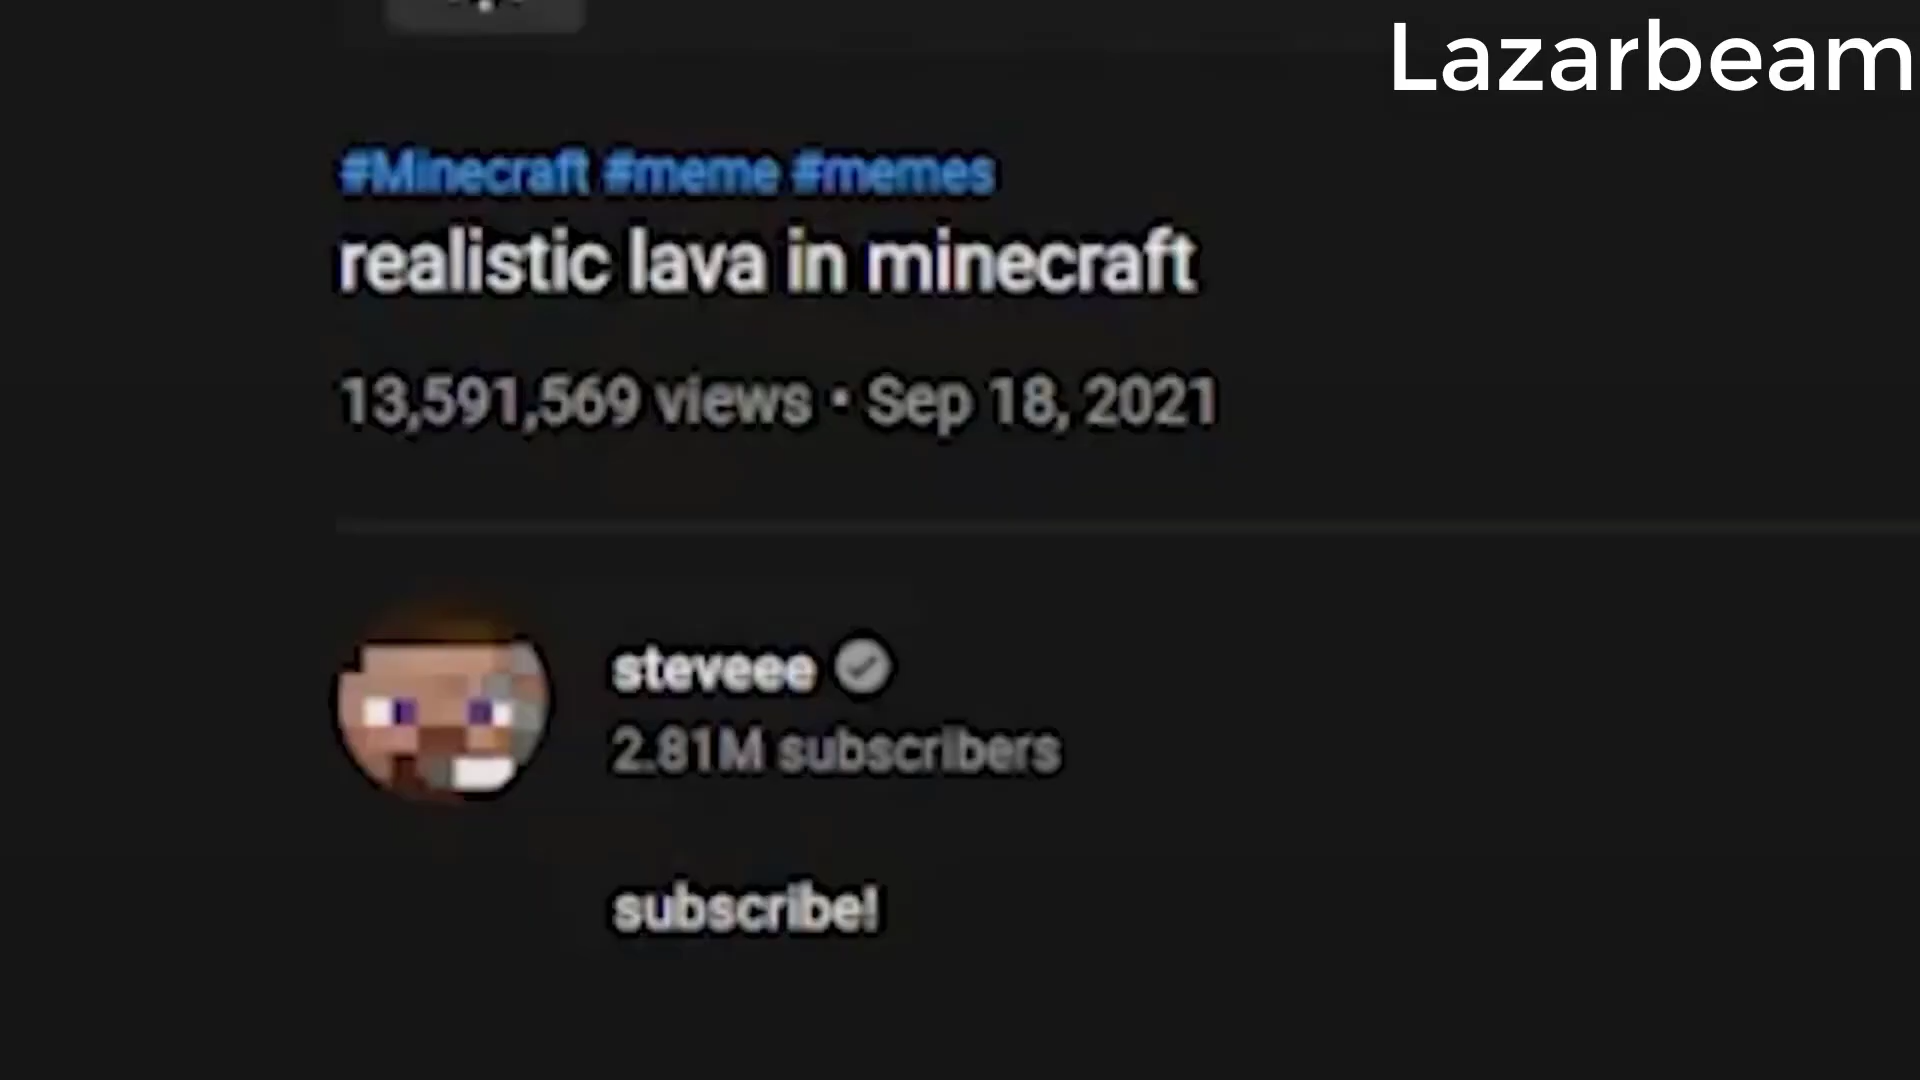 Lazarbeam
#Minecraft #meme #memes
realistic lava in minecraft
13,591,569 views • Sep 18, 2021
steveee
2.81M subscribers
subscribe!